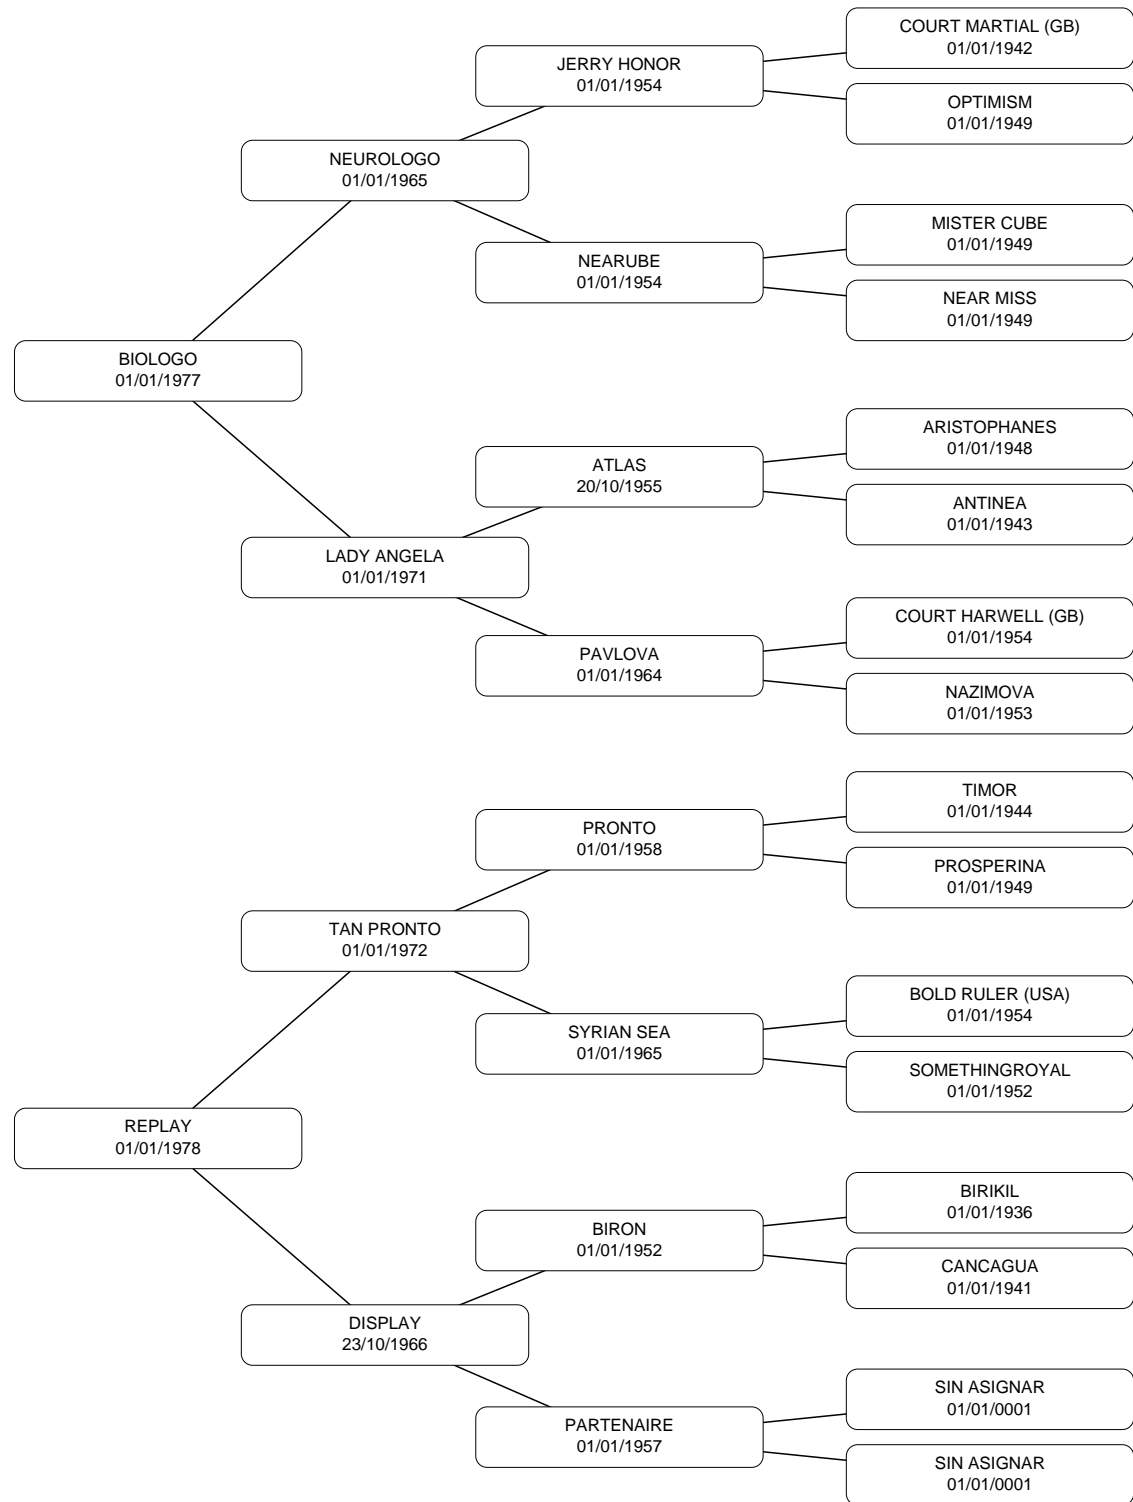 COURT MARTIAL (GB)
01/01/1942
JERRY HONOR
01/01/1954
OPTIMISM
01/01/1949
NEUROLOGO
01/01/1965
MISTER CUBE
01/01/1949
NEARUBE
01/01/1954
NEAR MISS
01/01/1949
BIOLOGO
01/01/1977
ARISTOPHANES
01/01/1948
ATLAS
20/10/1955
ANTINEA
01/01/1943
LADY ANGELA
01/01/1971
COURT HARWELL (GB)
01/01/1954
PAVLOVA
01/01/1964
NAZIMOVA
01/01/1953
TIMOR
01/01/1944
PRONTO
01/01/1958
PROSPERINA
01/01/1949
TAN PRONTO
01/01/1972
BOLD RULER (USA)
01/01/1954
SYRIAN SEA
01/01/1965
SOMETHINGROYAL
01/01/1952
REPLAY
01/01/1978
BIRIKIL
01/01/1936
BIRON
01/01/1952
CANCAGUA
01/01/1941
DISPLAY
23/10/1966
SIN ASIGNAR
01/01/0001
PARTENAIRE
01/01/1957
SIN ASIGNAR
01/01/0001